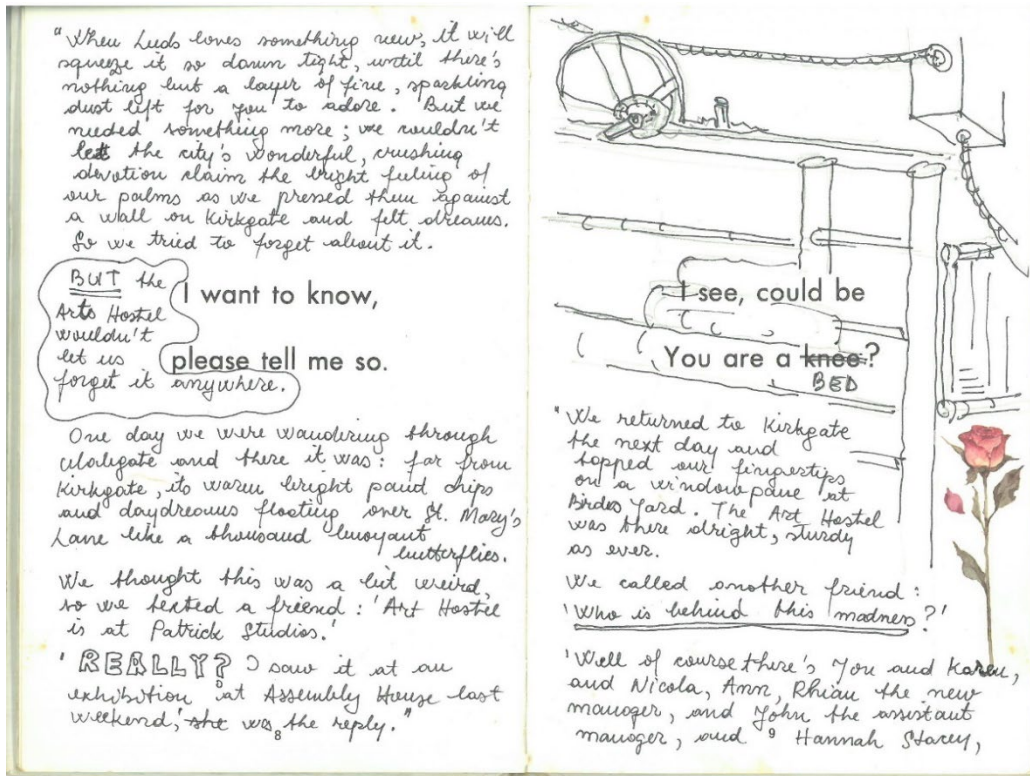 "When Leeds loves something new, it will
squeeze it so damn tight, until there's
nothing but a layer of fine, sparkling
dust left for you to adore. But we
needed something more; we couldn't
let the city's wonderful, crushing
devotion claim the bright feeling of
our palms as we pressed them against
a wall on Kirkgate and felt dreams.
So we tried to forget about it.
BUT the
Arts Hostel
wouldn't
let us
forget it anywhere.
I want to know,
please tell me so.
One day we were wandering through
Mabgate and there it was: far from
Kirkgate, its warm bright paint chips
and daydreams floating over St. Mary's
Lane like a thousand buoyant
butterflies.
We thought this was a bit weird,
so we texted a friend: 'Art Hostel
is at Patrick Studios.'
'REALLY? I saw it at an
exhibition at Assembly House last
weekend,' she was the reply."
8
I see, could be
You are a knee?
BED
"We returned to Kirkgate
the next day and
tapped our fingertips
on a windowpane at
Birdes Yard. The Art Hostel
was there alright, sturdy
as ever.
We called another friend:
'Who is behind this madness?'
'Well of course there's You and Karen,
and Nicola, Ann, Rhian the new
manager, and John the assistant
manager, and Hannah Stacey,
9